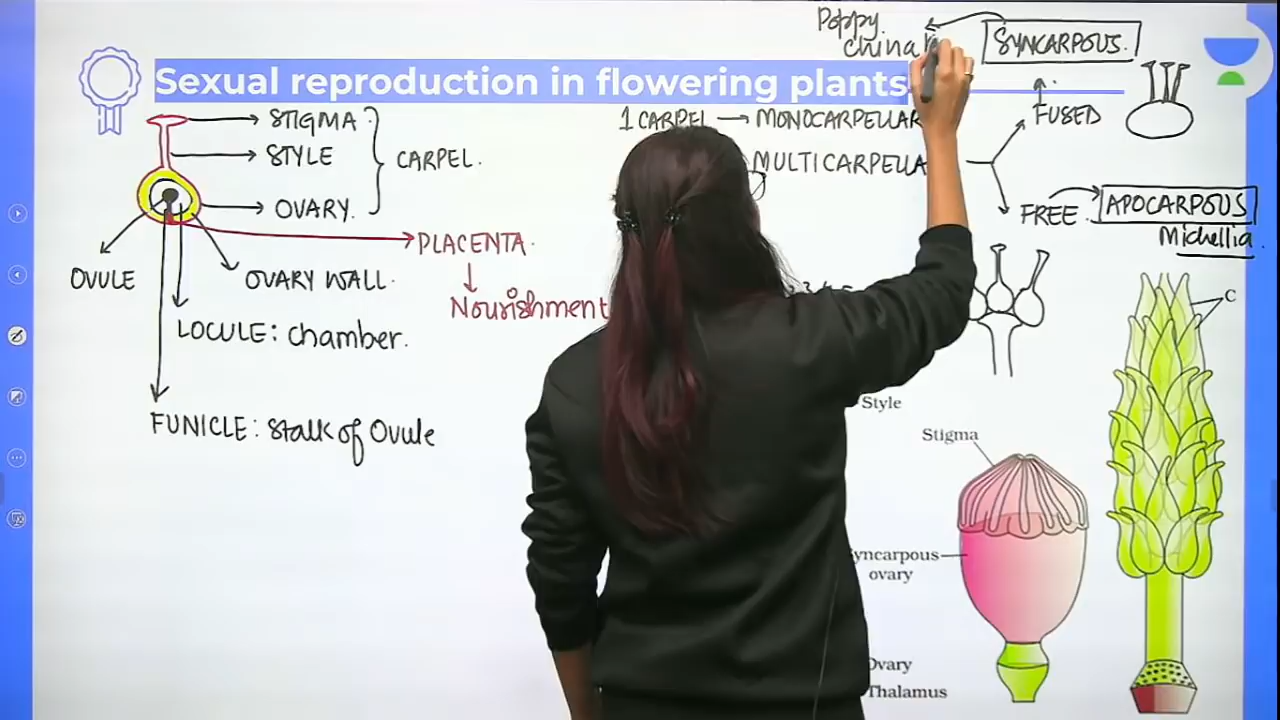 Poppy.
China
SYNCARPOUS.
Sexual reproduction in flowering plants
STIGMA
STYLE
CARPEL.
OVARY.
1 CARPEL → MONOCARPELLAR
FUSED
MULTICARPELLA
FREE
APOCARPOUS
Michellia.
PLACENTA.
OVULE
OVARY WALL.
Nourishment
LOCULE: Chamber.
FUNICLE: Stalk of Ovule
C
Style
Stigma
yncarpous
ovary
Ovary
Thalamus